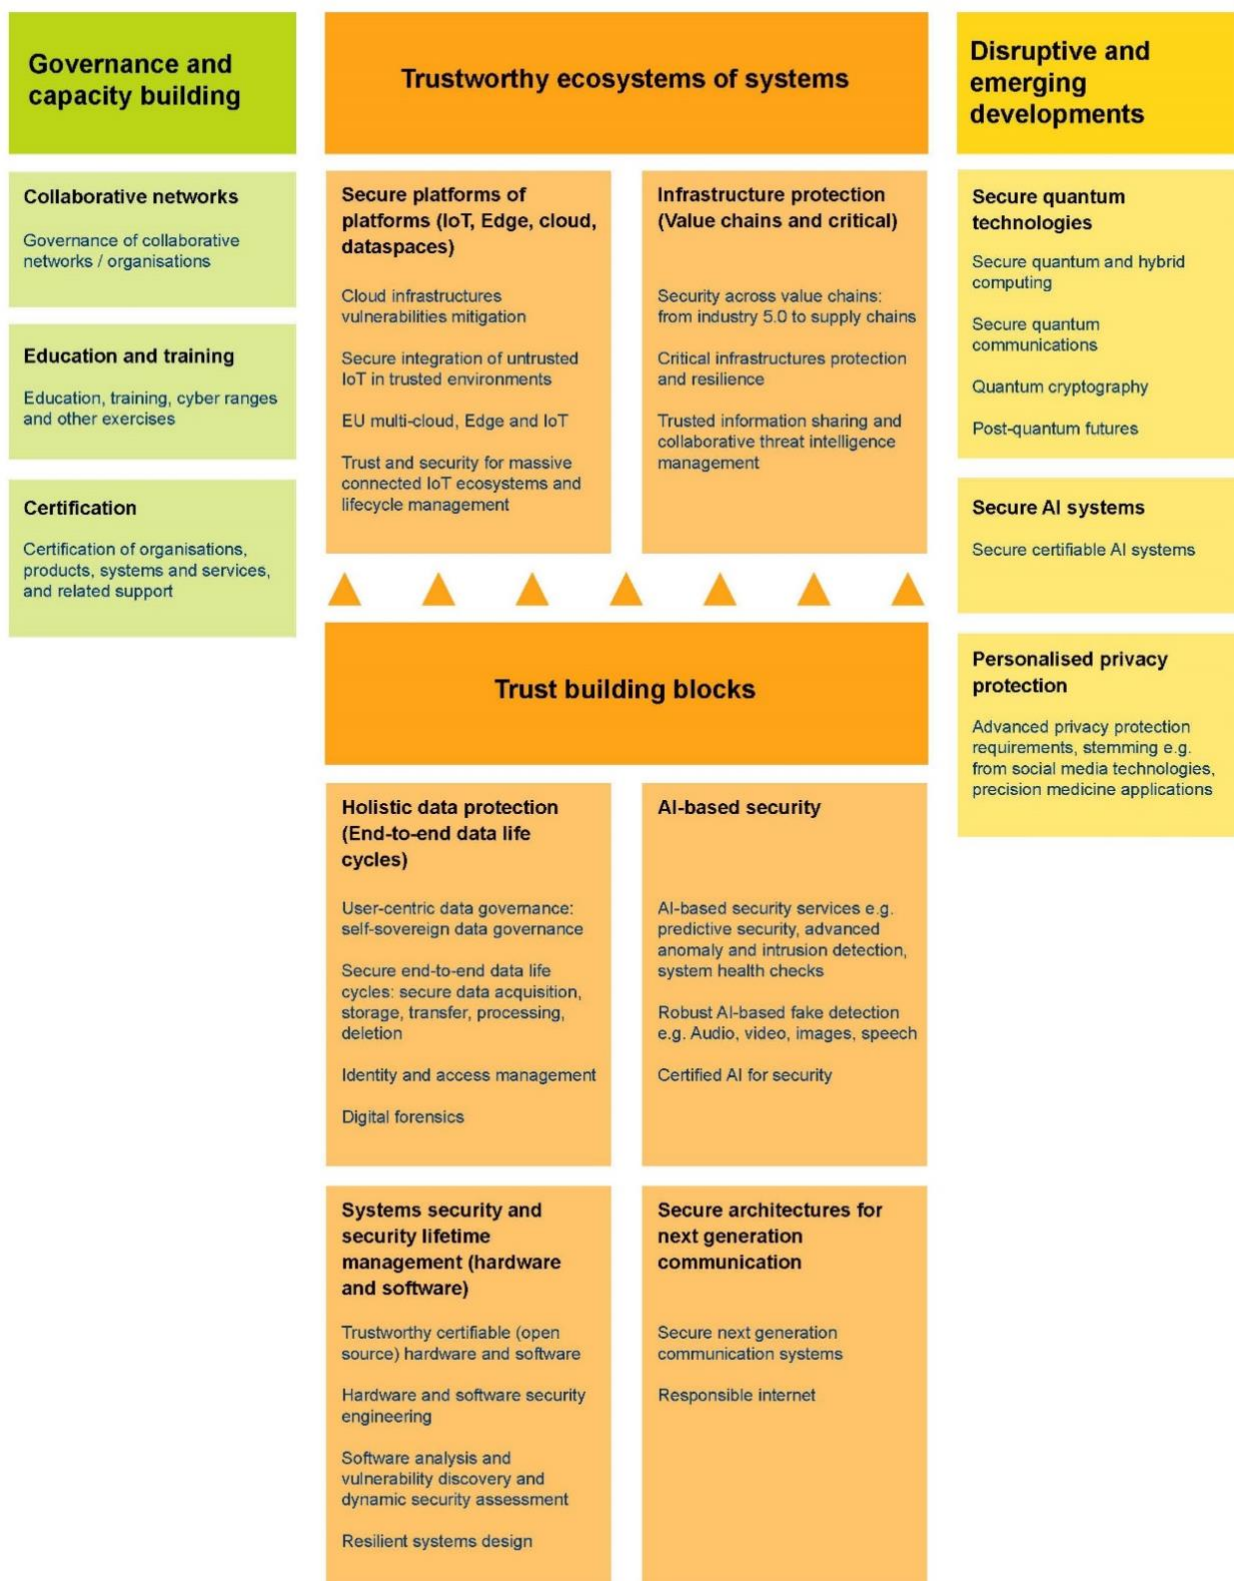 Governance and
capacity building
Collaborative networks
Governance of collaborative
networks / organisations
Education and training
Education, training, cyber ranges
and other exercises
Certification
Certification of organisations,
products, systems and services,
and related support
Trustworthy ecosystems of systems
Secure platforms of
platforms (IoT, Edge, cloud,
dataspaces)
Cloud infrastructures
vulnerabilities mitigation
Secure integration of untrusted
IoT in trusted environments
EU multi-cloud, Edge and IoT
Trust and security for massive
connected IoT ecosystems and
lifecycle management
Infrastructure protection
(Value chains and critical)
Security across value chains:
from industry 5.0 to supply chains
Critical infrastructures protection
and resilience
Trusted information sharing and
collaborative threat intelligence
management
Trust building blocks
Holistic data protection
(End-to-end data life
cycles)
User-centric data governance:
self-sovereign data governance
Secure end-to-end data life
cycles: secure data acquisition,
storage, transfer, processing,
deletion
Identity and access management
Digital forensics
AI-based security
AI-based security services e.g.
predictive security, advanced
anomaly and intrusion detection,
system health checks
Robust AI-based fake detection
e.g. Audio, video, images, speech
Certified AI for security
Systems security and
security lifetime
management (hardware
and software)
Trustworthy certifiable (open
source) hardware and software
Hardware and software security
engineering
Software analysis and
vulnerability discovery and
dynamic security assessment
Resilient systems design
Secure architectures for
next generation
communication
Secure next generation
communication systems
Responsible internet
Disruptive and
emerging
developments
Secure quantum
technologies
Secure quantum and hybrid
computing
Secure quantum
communications
Quantum cryptography
Post-quantum futures
Secure AI systems
Secure certifiable AI systems
Personalised privacy
protection
Advanced privacy protection
requirements, stemming e.g.
from social media technologies,
precision medicine applications